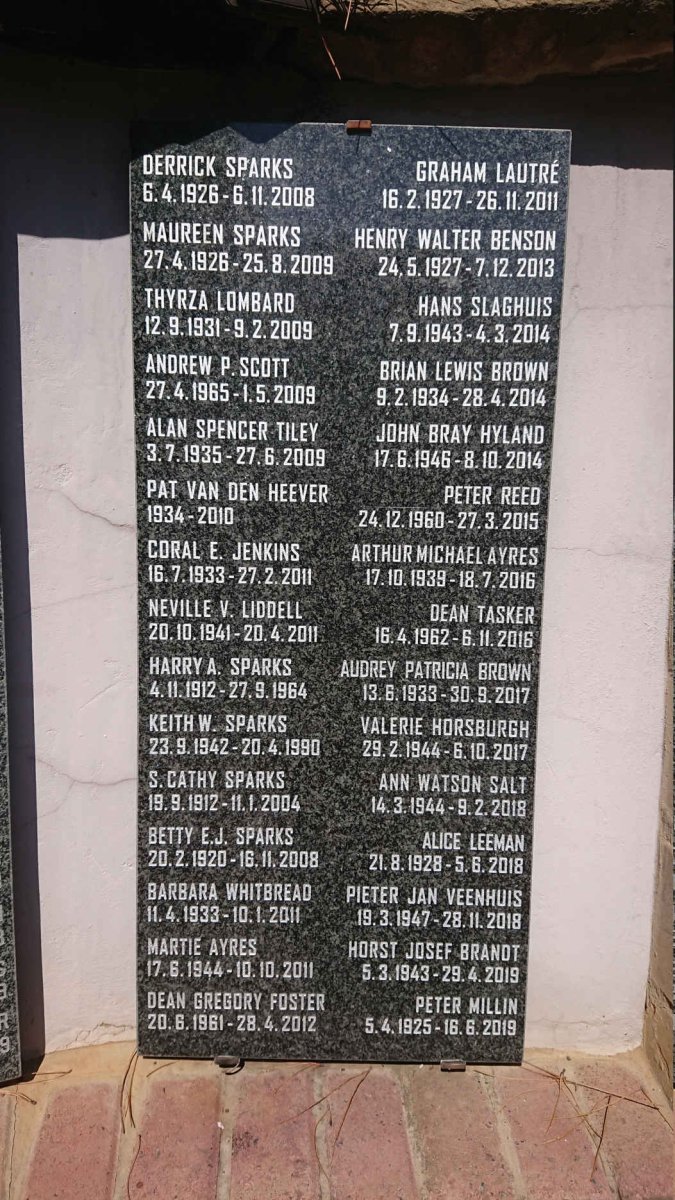 DERRICK SPARKS
6.4.1926 - 6.11.2008
MAUREEN SPARKS
27.4.1926 - 25.8.2009
THYRZA LOMBARD
12.9.1931 - 9.2.2009
ANDREW P. SCOTT
27.4.1965 - 1.5.2009
ALAN SPENCER TILEY
3.7.1935 - 27.6.2009
PAT VAN DEN HEEVER
1934 - 2010
CORAL E. JENKINS
16.7.1933 - 27.2.2011
NEVILLE V. LIDDELL
20.10.1941 - 20.4.2011
HARRY A. SPARKS
4.11.1912 - 27.9.1964
KEITH W. SPARKS
23.9.1942 - 20.4.1990
S. CATHY SPARKS
19.9.1912 - 11.1.2004
BETTY E.J. SPARKS
20.2.1920 - 16.11.2008
BARBARA WHITBREAD
11.4.1933 - 10.1.2011
MARTIE AYRES
17.6.1944 - 10.10.2011
DEAN GREGORY FOSTER
20.6.1961 - 28.4.2012
GRAHAM LAUTRÉ
16.2.1927 - 26.11.2011
HENRY WALTER BENSON
24.5.1927 - 7.12.2013
HANS SLAGHUIS
7.9.1943 - 4.3.2014
BRIAN LEWIS BROWN
9.2.1934 - 28.4.2014
JOHN BRAY HYLAND
17.6.1946 - 8.10.2014
PETER REED
24.12.1960 - 27.3.2015
ARTHUR MICHAEL AYRES
17.10.1939 - 18.7.2016
DEAN TASKER
16.4.1962 - 6.11.2016
AUDREY PATRICIA BROWN
13.6.1933 - 30.9.2017
VALERIE HORSBURGH
29.2.1944 - 6.10.2017
ANN WATSON SALT
14.3.1944 - 9.2.2018
ALICE LEEMAN
21.8.1928 - 5.6.2018
PIETER JAN VEENHUIS
19.3.1947 - 28.11.2018
HORST JOSEF BRANDT
5.3.1943 - 29.4.2019
PETER MILLIN
5.4.1925 - 16.6.2019